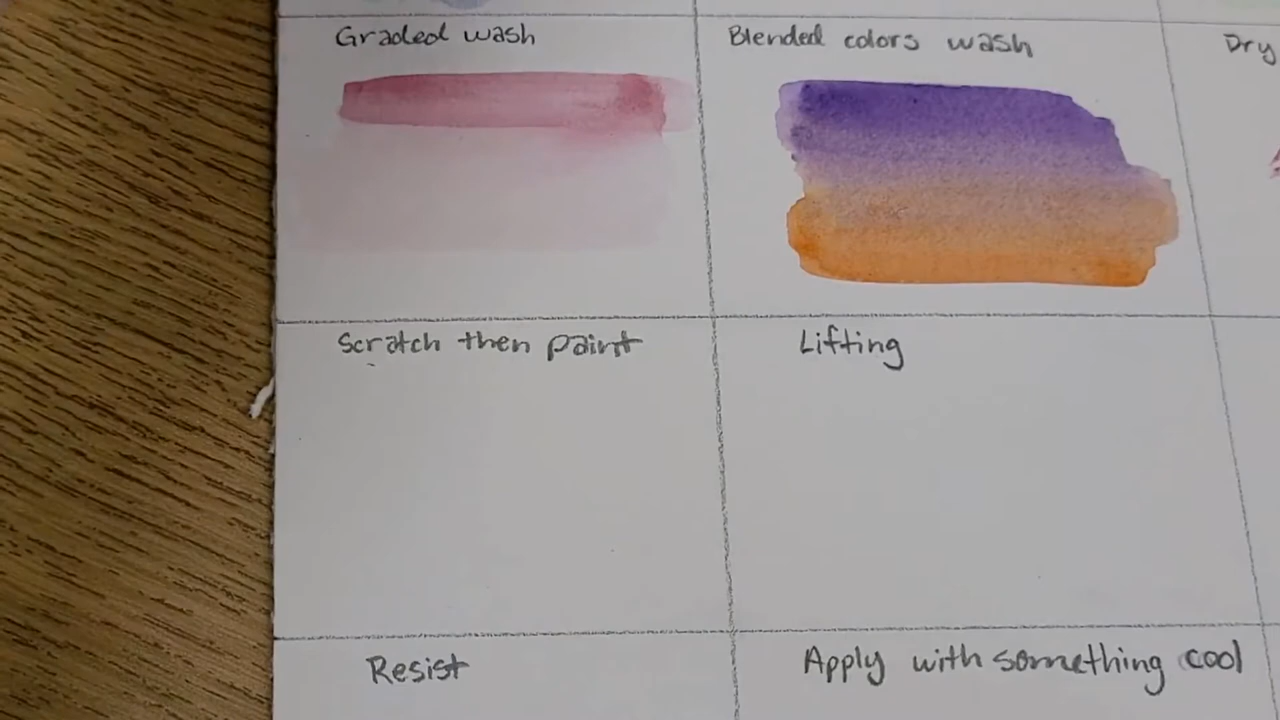 Graded wash
Blended colors wash
Dry
Scratch then paint
Lifting
Resist
Apply with something cool